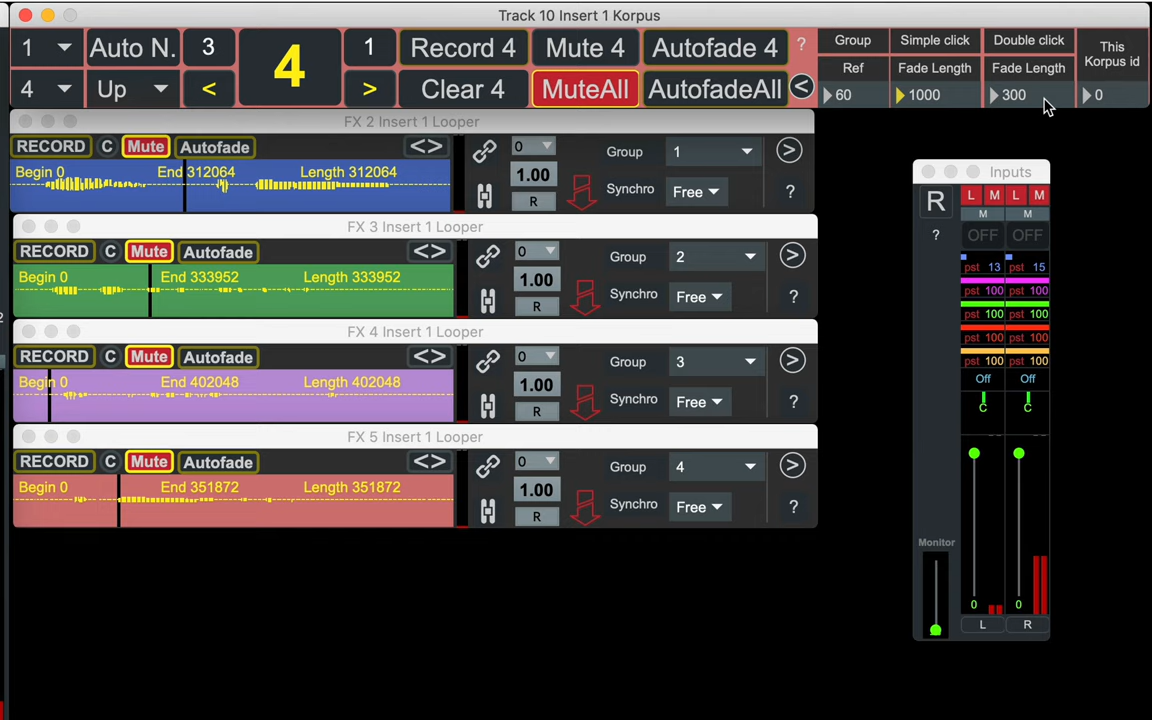 Track 10 Insert 1 Korpus
1 Auto N. 3 4 1 Record 4 Mute 4 Autofade 4 ? Group Simple click Double click This Korpus id
4 Up < > Clear 4 MuteAll AutofadeAll < Ref Fade Length Fade Length
60 1000 300 0
FX 2 Insert 1 Looper
RECORD C Mute Autofade <> 0 Group 1 >
Begin 0 End 312064 Length 312064 1.00 Synchro Free ?
R
FX 3 Insert 1 Looper
RECORD C Mute Autofade <> 0 Group 2 >
Begin 0 End 333952 Length 333952 1.00 Synchro Free ?
R
FX 4 Insert 1 Looper
RECORD C Mute Autofade <> 0 Group 3 >
Begin 0 End 402048 Length 402048 1.00 Synchro Free ?
R
FX 5 Insert 1 Looper
RECORD C Mute Autofade <> 0 Group 4 >
Begin 0 End 351872 Length 351872 1.00 Synchro Free ?
R
Inputs
R L M L M
M M
? OFF OFF
pst 13 pst 15
pst 100 pst 100
pst 100 pst 100
pst 100 pst 100
pst 100 pst 100
Off Off
C C
Monitor
0 0
L R
2